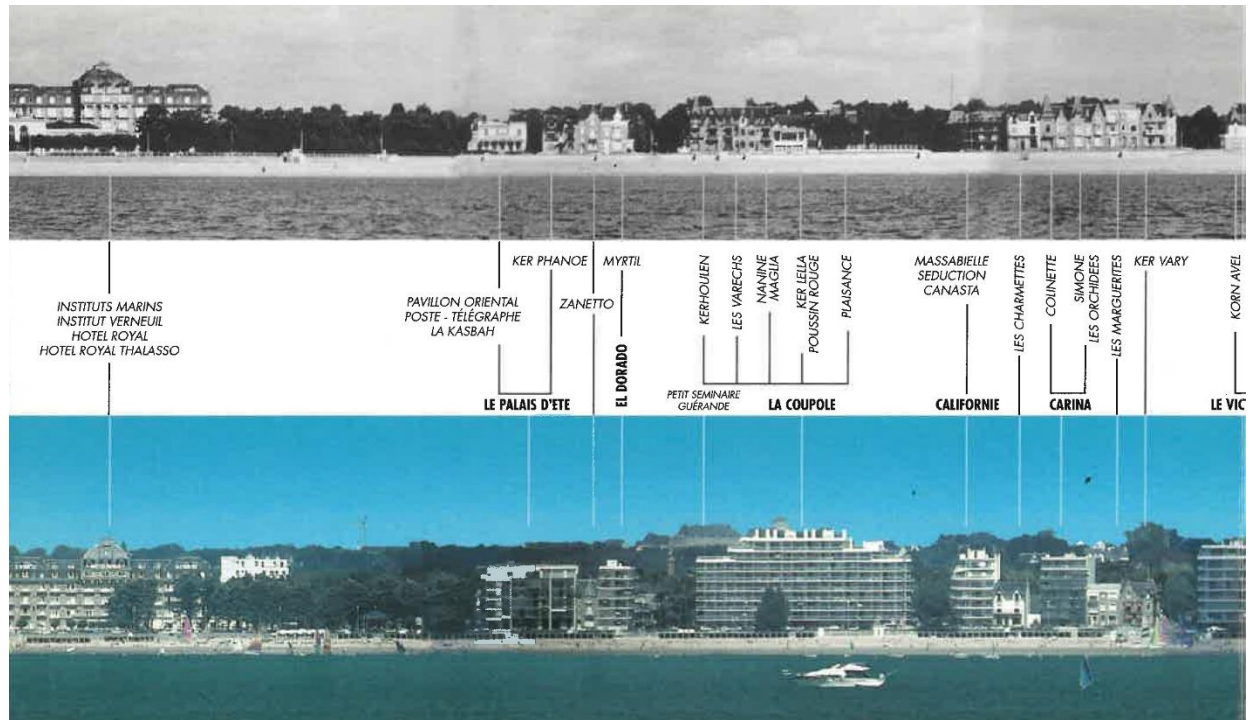 INSTITUTS MARINS
INSTITUT VERNEUIL
HOTEL ROYAL
HOTEL ROYAL THALASSO
PAVILLON ORIENTAL
POSTE - TÉLÉGRAPHE
LA KASBAH
KER PHANOE
LE PALAIS D'ETE
ZANETTO
MYRTIL
EL DORADO
KERHOULEN
LES VARECHS
NANINE
MAGLIA
KER LELLA
POUSSIN ROUGE
PLAISANCE
PETIT SEMINAIRE
GUÉRANDE
LA COUPOLE
MASSABIELLE
SEDUCTION
CANASTA
CALIFORNIE
LES CHARMETTES
COLINETTE
SIMONE
LES ORCHIDEES
CARINA
LES MARGUERITES
KER VARY
KORN AVEL
LE VICT